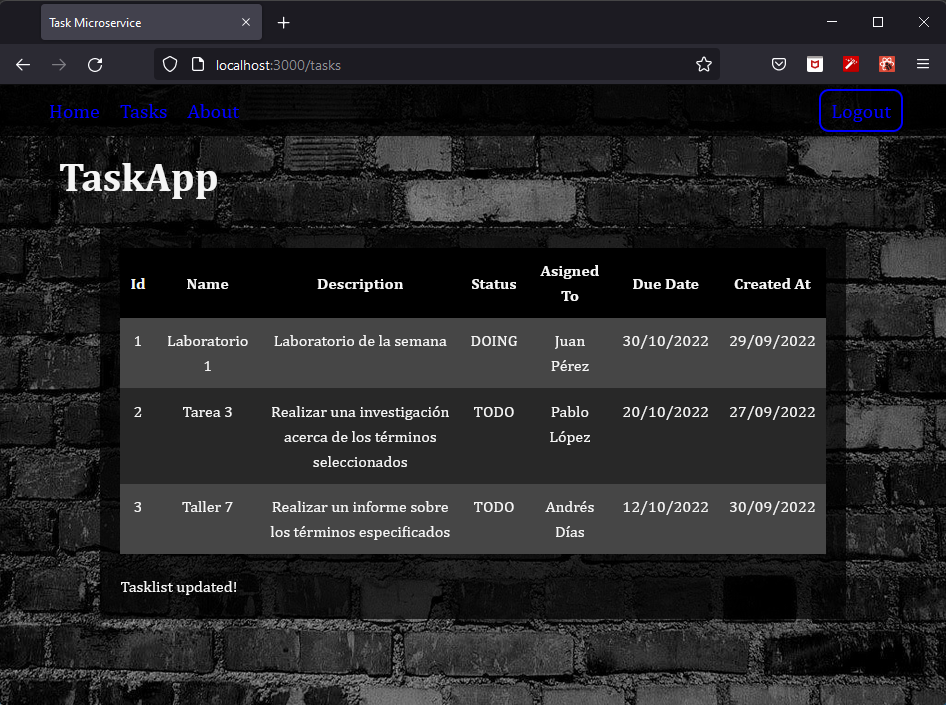 Task Microservice
localhost:3000/tasks
Home Tasks About Logout
TaskApp
Id Name Description Status Asigned To Due Date Created At
1 Laboratorio 1 Laboratorio de la semana DOING Juan Pérez 30/10/2022 29/09/2022
2 Tarea 3 Realizar una investigación acerca de los términos seleccionados TODO Pablo López 20/10/2022 27/09/2022
3 Taller 7 Realizar un informe sobre los términos especificados TODO Andrés Días 12/10/2022 30/09/2022
Tasklist updated!